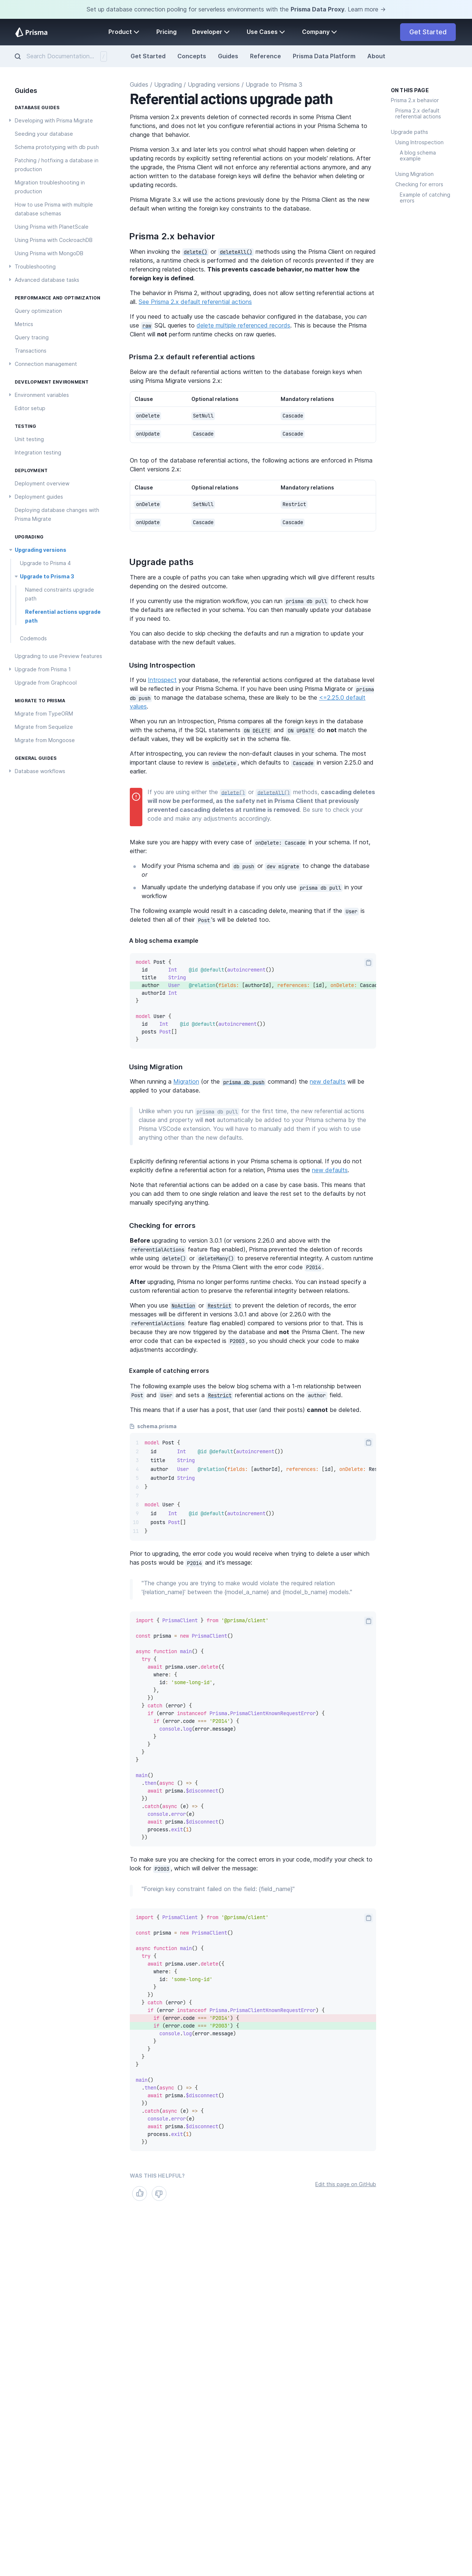 Set up database connection pooling for serverless environments with the Prisma Data Proxy. Learn more →
Prisma
Product
Pricing
Developer
Use Cases
Company
Get Started
Search Documentation... /
Get Started
Concepts
Guides
Reference
Prisma Data Platform
About
Guides
DATABASE GUIDES
Developing with Prisma Migrate
Seeding your database
Schema prototyping with db push
Patching / hotfixing a database in
production
Migration troubleshooting in
production
How to use Prisma with multiple
database schemas
Using Prisma with PlanetScale
Using Prisma with CockroachDB
Using Prisma with MongoDB
Troubleshooting
Advanced database tasks
PERFORMANCE AND OPTIMIZATION
Query optimization
Metrics
Query tracing
Transactions
Connection management
DEVELOPMENT ENVIRONMENT
Environment variables
Editor setup
TESTING
Unit testing
Integration testing
DEPLOYMENT
Deployment overview
Deployment guides
Deploying database changes with
Prisma Migrate
UPGRADING
Upgrading versions
Upgrade to Prisma 4
Upgrade to Prisma 3
Named constraints upgrade
path
Referential actions upgrade
path
Codemods
Upgrading to use Preview features
Upgrade from Prisma 1
Upgrade from Graphcool
MIGRATE TO PRISMA
Migrate from TypeORM
Migrate from Sequelize
Migrate from Mongoose
GENERAL GUIDES
Database workflows
Guides / Upgrading / Upgrading versions / Upgrade to Prisma 3
Referential actions upgrade path
Prisma version 2.x prevents deletion of connected records in some Prisma Client
functions, and does not let you configure referential actions in your Prisma Schema to
change that behavior.
Prisma version 3.x and later lets you control what should happen when deleting or
updating records by explicitly setting referential actions on the models' relations. After
the upgrade, Prisma Client will not enforce any referential actions anymore, and any
action written to the database foreign keys will define the behavior when deleting or
updating records.
Prisma Migrate 3.x will use the actions previously done by the Prisma Client as the new
default when writing the foreign key constraints to the database.
Prisma 2.x behavior
When invoking the delete() or deleteAll() methods using the Prisma Client on required
relations, a runtime check is performed and the deletion of records prevented if they are
referencing related objects. This prevents cascade behavior, no matter how the
foreign key is defined.
The behavior in Prisma 2, without upgrading, does not allow setting referential actions at
all. See Prisma 2.x default referential actions
If you need to actually use the cascade behavior configured in the database, you can
use raw SQL queries to delete multiple referenced records. This is because the Prisma
Client will not perform runtime checks on raw queries.
Prisma 2.x default referential actions
Below are the default referential actions written to the database foreign keys when
using Prisma Migrate versions 2.x:
Clause Optional relations Mandatory relations
onDelete SetNull Cascade
onUpdate Cascade Cascade
On top of the database referential actions, the following actions are enforced in Prisma
Client versions 2.x:
Clause Optional relations Mandatory relations
onDelete SetNull Restrict
onUpdate Cascade Cascade
Upgrade paths
There are a couple of paths you can take when upgrading which will give different results
depending on the desired outcome.
If you currently use the migration workflow, you can run prisma db pull to check how
the defaults are reflected in your schema. You can then manually update your database
if you need to.
You can also decide to skip checking the defaults and run a migration to update your
database with the new default values.
Using Introspection
If you Introspect your database, the referential actions configured at the database level
will be reflected in your Prisma Schema. If you have been using Prisma Migrate or prisma
db push to manage the database schema, these are likely to be the <=2.25.0 default
values.
When you run an Introspection, Prisma compares all the foreign keys in the database
with the schema, if the SQL statements ON DELETE and ON UPDATE do not match the
default values, they will be explicitly set in the schema file.
After introspecting, you can review the non-default clauses in your schema. The most
important clause to review is onDelete, which defaults to Cascade in version 2.25.0 and
earlier.
If you are using either the delete() or deleteAll() methods, cascading deletes
will now be performed, as the safety net in Prisma Client that previously
prevented cascading deletes at runtime is removed. Be sure to check your
code and make any adjustments accordingly.
Make sure you are happy with every case of onDelete: Cascade in your schema. If not,
either:
Modify your Prisma schema and db push or dev migrate to change the database
or
Manually update the underlying database if you only use prisma db pull in your
workflow
The following example would result in a cascading delete, meaning that if the User is
deleted then all of their Post's will be deleted too.
A blog schema example
model Post {
id Int @id @default(autoincrement())
title String
author User @relation(fields: [authorId], references: [id], onDelete: Cascad
authorId Int
}
model User {
id Int @id @default(autoincrement())
posts Post[]
}
Using Migration
When running a Migration (or the prisma db push command) the new defaults will be
applied to your database.
Unlike when you run prisma db pull for the first time, the new referential actions
clause and property will not automatically be added to your Prisma schema by the
Prisma VSCode extension. You will have to manually add them if you wish to use
anything other than the new defaults.
Explicitly defining referential actions in your Prisma schema is optional. If you do not
explicitly define a referential action for a relation, Prisma uses the new defaults.
Note that referential actions can be added on a case by case basis. This means that
you can add them to one single relation and leave the rest set to the defaults by not
manually specifying anything.
Checking for errors
Before upgrading to version 3.0.1 (or versions 2.26.0 and above with the
referentialActions feature flag enabled), Prisma prevented the deletion of records
while using delete() or deleteMany() to preserve referential integrity. A custom runtime
error would be thrown by the Prisma Client with the error code P2014.
After upgrading, Prisma no longer performs runtime checks. You can instead specify a
custom referential action to preserve the referential integrity between relations.
When you use NoAction or Restrict to prevent the deletion of records, the error
messages will be different in versions 3.0.1 and above (or 2.26.0 with the
referentialActions feature flag enabled) compared to versions prior to that. This is
because they are now triggered by the database and not the Prisma Client. The new
error code that can be expected is P2003, so you should check your code to make
adjustments accordingly.
Example of catching errors
The following example uses the below blog schema with a 1-m relationship between
Post and User and sets a Restrict referential actions on the author field.
This means that if a user has a post, that user (and their posts) cannot be deleted.
schema.prisma
1 model Post {
2 id Int @id @default(autoincrement())
3 title String
4 author User @relation(fields: [authorId], references: [id], onDelete: Res
5 authorId String
6 }
7
8 model User {
9 id Int @id @default(autoincrement())
10 posts Post[]
11 }
Prior to upgrading, the error code you would receive when trying to delete a user which
has posts would be P2014 and it's message:
"The change you are trying to make would violate the required relation
'{relation_name}' between the {model_a_name} and {model_b_name} models."
import { PrismaClient } from '@prisma/client'
const prisma = new PrismaClient()
async function main() {
try {
await prisma.user.delete({
where: {
id: 'some-long-id',
},
})
} catch (error) {
if (error instanceof Prisma.PrismaClientKnownRequestError) {
if (error.code === 'P2014') {
console.log(error.message)
}
}
}
}
main()
.then(async () => {
await prisma.$disconnect()
})
.catch(async (e) => {
console.error(e)
await prisma.$disconnect()
process.exit(1)
})
To make sure you are checking for the correct errors in your code, modify your check to
look for P2003, which will deliver the message:
"Foreign key constraint failed on the field: {field_name}"
import { PrismaClient } from '@prisma/client'
const prisma = new PrismaClient()
async function main() {
try {
await prisma.user.delete({
where: {
id: 'some-long-id'
}
})
} catch (error) {
if (error instanceof Prisma.PrismaClientKnownRequestError) {
if (error.code === 'P2014') {
if (error.code === 'P2003') {
console.log(error.message)
}
}
}
}
main()
.then(async () => {
await prisma.$disconnect()
})
.catch(async (e) => {
console.error(e)
await prisma.$disconnect()
process.exit(1)
})
WAS THIS HELPFUL?
Edit this page on GitHub
ON THIS PAGE
Prisma 2.x behavior
Prisma 2.x default
referential actions
Upgrade paths
Using Introspection
A blog schema
example
Using Migration
Checking for errors
Example of catching
errors